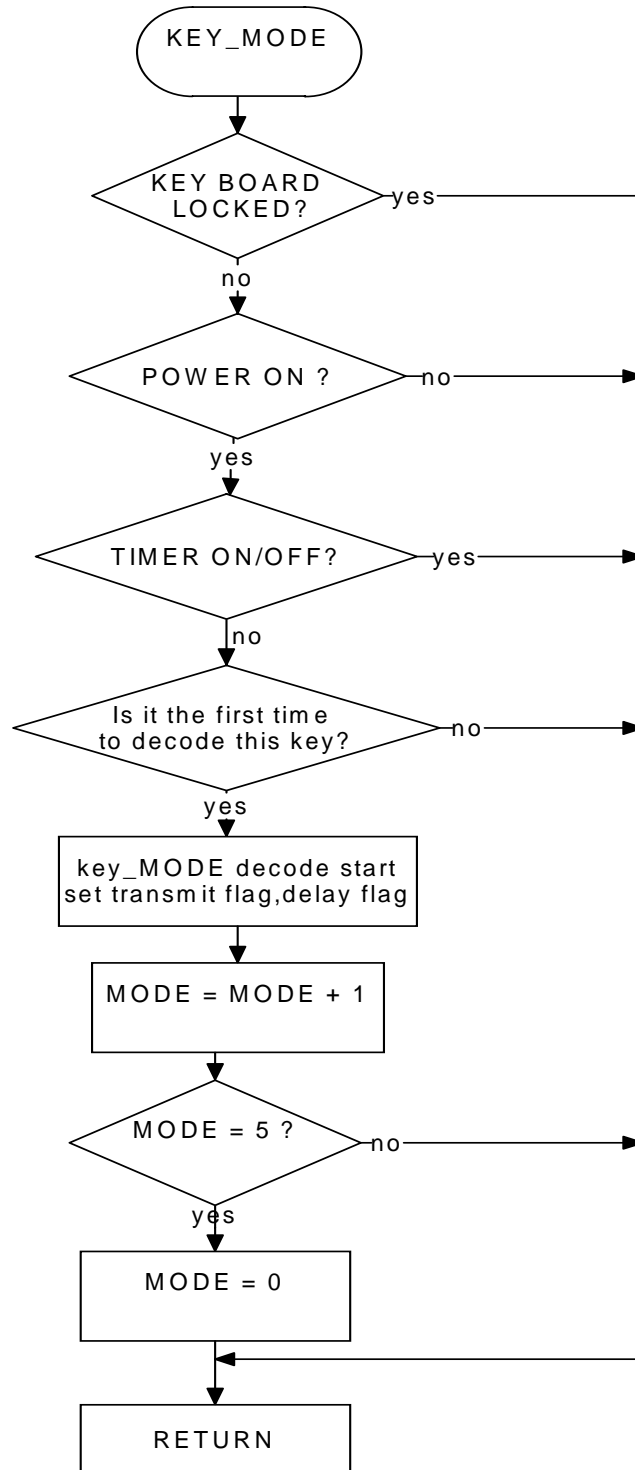 KEY_MODE
KEY BOARD
LOCKED?
yes
no
POWER ON ?
no
yes
TIMER ON/OFF?
yes
no
Is it the first time
to decode this key?
no
yes
key_MODE decode start
set transmit flag,delay flag
MODE = MODE + 1
MODE = 5 ?
no
yes
MODE = 0
RETURN